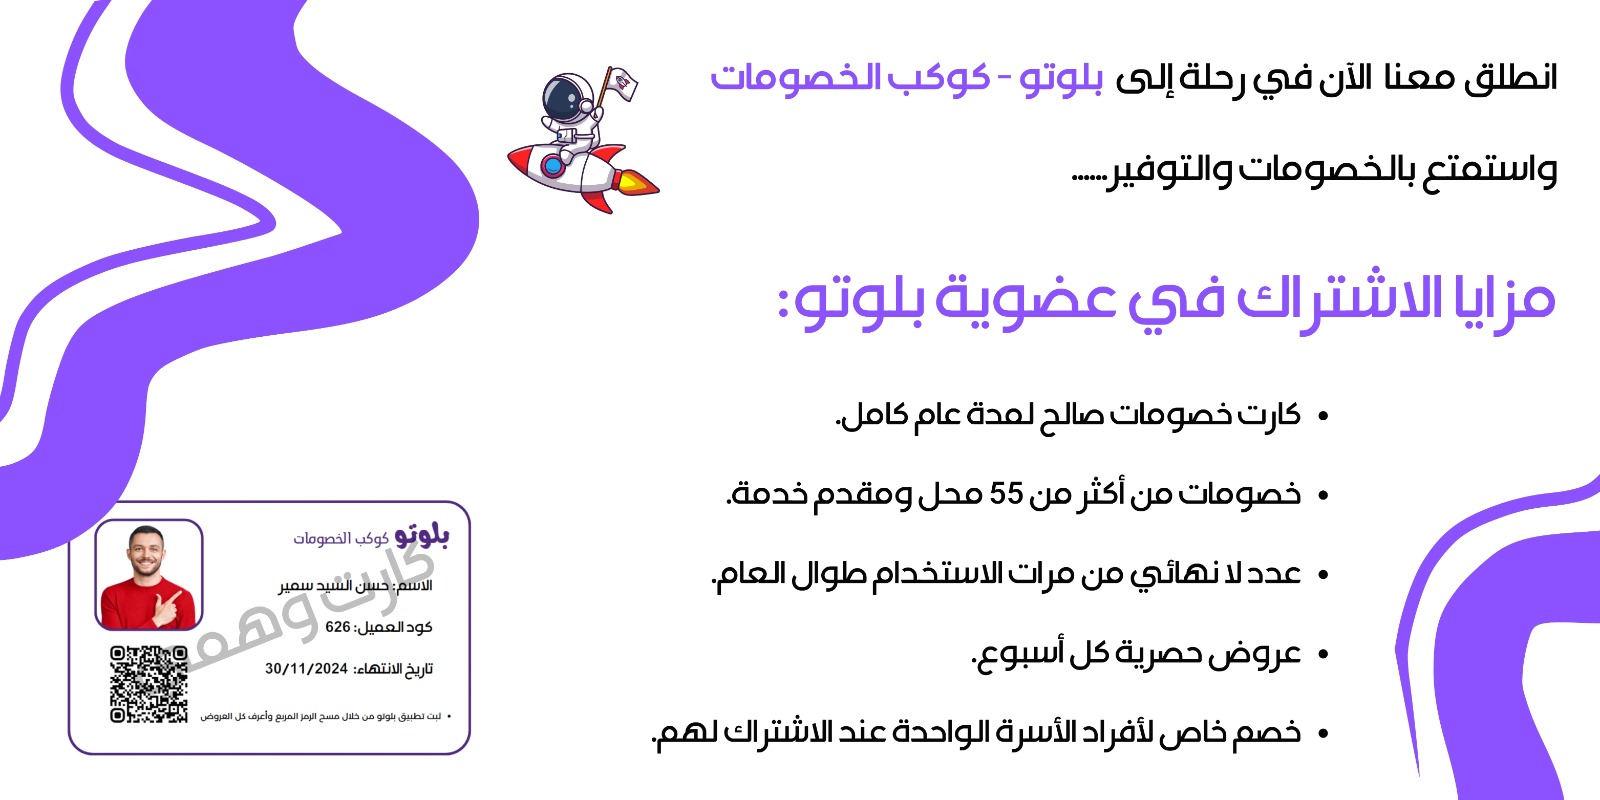 انطلق معنا الآن في رحلة إلى بلوتو - كوكب الخصومات
واستمتع بالخصومات والتوفير......
مزايا الاشتراك في عضوية بلوتو:
• كارت خصومات صالح لمدة عام كامل.
• خصومات من أكثر من 55 محل ومقدم خدمة.
• عدد لا نهائي من مرات الاستخدام طوال العام.
• عروض حصرية كل أسبوع.
• خصم خاص لأفراد الأسرة الواحدة عند الاشتراك لهم.
بلوتو كوكب الخصومات
الاسم: حسن السيد سمير
كود العميل: 626
تاريخ الانتهاء: 30/11/2024
• ثبت تطبيق بلوتو من خلال مسح الرمز المربع وأعرف كل العروض
كارت وهمي